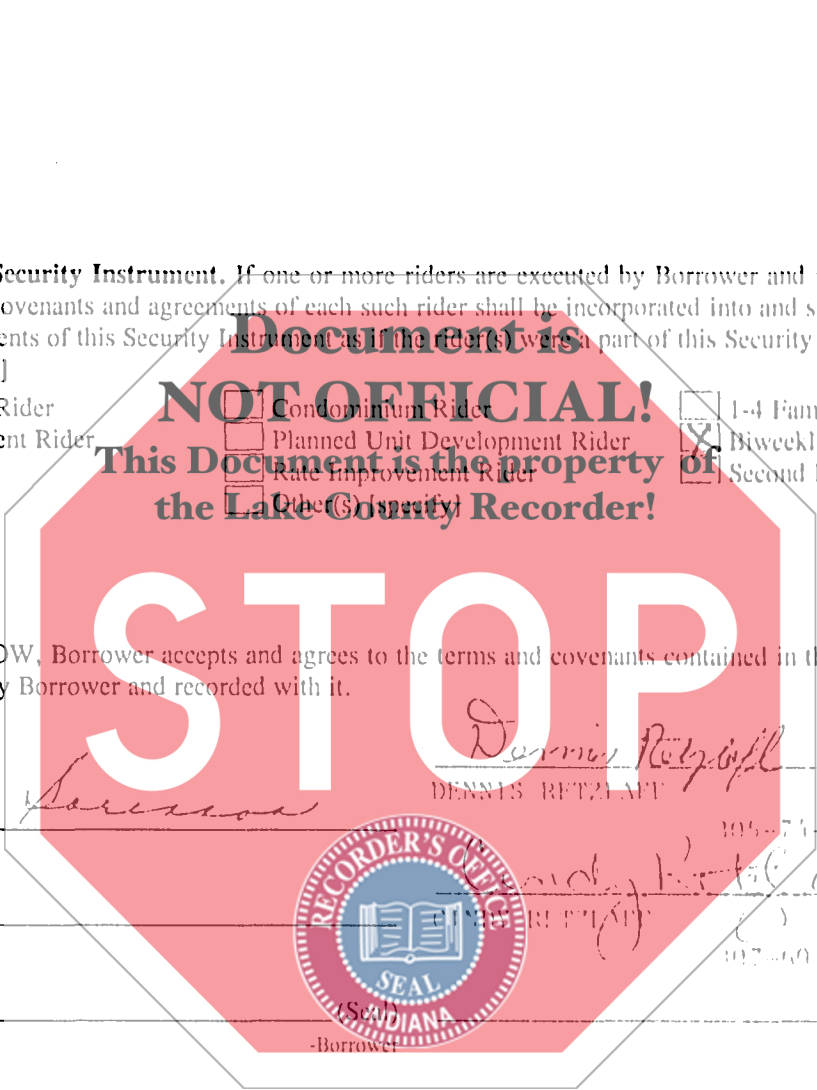 Security Instrument. If one or more riders are executed by Borrower and
ovenants and agreements of each such rider shall be incorporated into and s
ents of this Security Instrument as if the rider(s) were a part of this Security
]
Rider Condominium Rider 1-4 Fam
ent Rider Planned Unit Development Rider X Biweekl
Rate Improvement Rider Second
Other(s) [specify]
Document is
NOT OFFICIAL!
This Document is the property of
the Lake County Recorder!
STOP
OW, Borrower accepts and agrees to the terms and covenants contained in th
y Borrower and recorded with it.
Dennis Retzlaff
DENNIS RETZLAFF
RETZLAFF
RECORDER'S OFFICE
SEAL
INDIANA
(Seal)
-Borrower